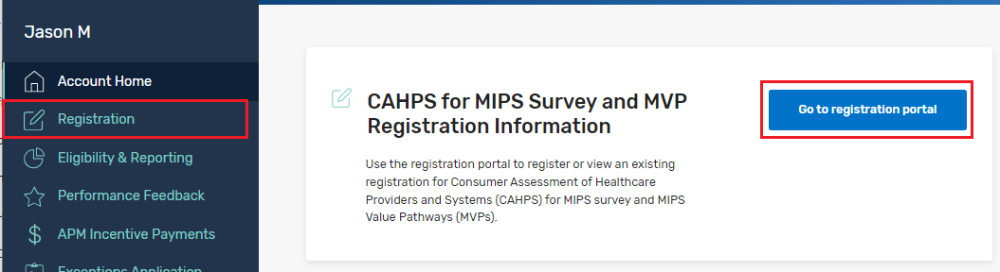 Jason M
Account Home
Registration
Eligibility & Reporting
Performance Feedback
APM Incentive Payments
Exceptions Application
CAHPS for MIPS Survey and MVP
Registration Information
Go to registration portal
Use the registration portal to register or view an existing
registration for Consumer Assessment of Healthcare
Providers and Systems (CAHPS) for MIPS survey and MIPS
Value Pathways (MVPs).